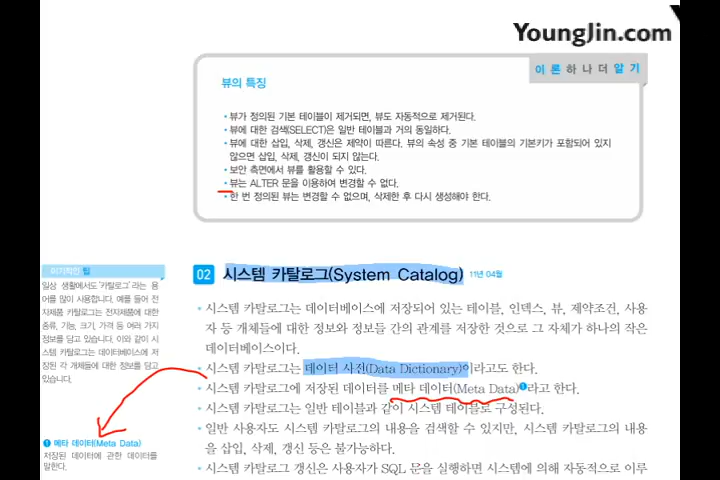 YoungJin.com
이론 하나 더 알기
뷰의 특징
• 뷰가 정의된 기본 테이블이 제거되면, 뷰도 자동적으로 제거된다.
• 뷰에 대한 검색(SELECT)은 일반 테이블과 거의 동일하다.
• 뷰에 대한 삽입, 삭제, 갱신은 제약이 따른다. 뷰의 속성 중 기본 테이블의 기본키가 포함되어 있지
않으면 삽입, 삭제, 갱신이 되지 않는다.
• 보안 측면에서 뷰를 활용할 수 있다.
• 뷰는 ALTER 문을 이용하여 변경할 수 없다.
• 한 번 정의된 뷰는 변경할 수 없으며, 삭제한 후 다시 생성해야 한다.
이기적인 팁
일상 생활에서도 '카탈로그' 라는 용
어를 많이 사용합니다. 예를 들어 전
자제품 카탈로그는 전자제품에 대한
종류, 기능, 크기, 가격 등 여러 가지
정보를 담고 있습니다. 이와 같이 시
스템 카탈로그는 데이터베이스에 저
장된 각 개체들에 대한 정보를 담고
있습니다.
02 시스템 카탈로그(System Catalog) 11년 04월
• 시스템 카탈로그는 데이터베이스에 저장되어 있는 테이블, 인덱스, 뷰, 제약조건, 사용
자 등 개체들에 대한 정보와 정보들 간의 관계를 저장한 것으로 그 자체가 하나의 작은
데이터베이스이다.
• 시스템 카탈로그는 데이터 사전(Data Dictionary)이라고도 한다.
• 시스템 카탈로그에 저장된 데이터를 메타 데이터(Meta Data)❶라고 한다.
• 시스템 카탈로그는 일반 테이블과 같이 시스템 테이블로 구성된다.
• 일반 사용자도 시스템 카탈로그의 내용을 검색할 수 있지만, 시스템 카탈로그의 내용
을 삽입, 삭제, 갱신 등은 불가능하다.
• 시스템 카탈로그 갱신은 사용자가 SQL 문을 실행하면 시스템에 의해 자동적으로 이루
❶ 메타 데이터(Meta Data)
저장된 데이터에 관한 데이터를
말한다.